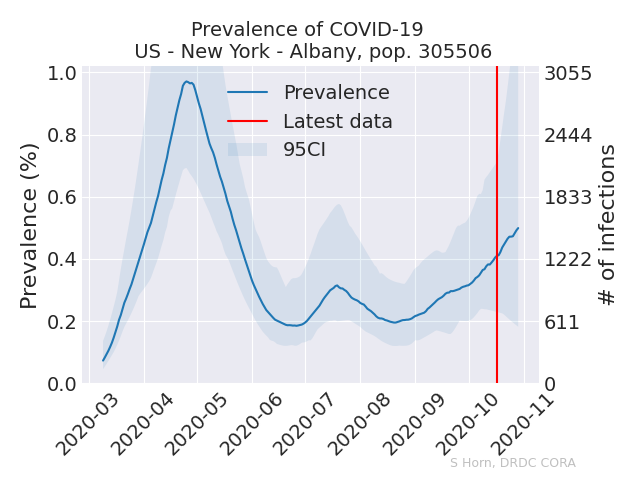 Prevalence of COVID-19
US - New York - Albany, pop. 305506
Prevalence (%)
1.0
0.8
0.6
0.4
0.2
0.0
Prevalence
Latest data
95CI
3055
2444
1833
1222
611
0
# of infections
2020-03
2020-04
2020-05
2020-06
2020-07
2020-08
2020-09
2020-10
2020-11
S Horn, DRDC CORA